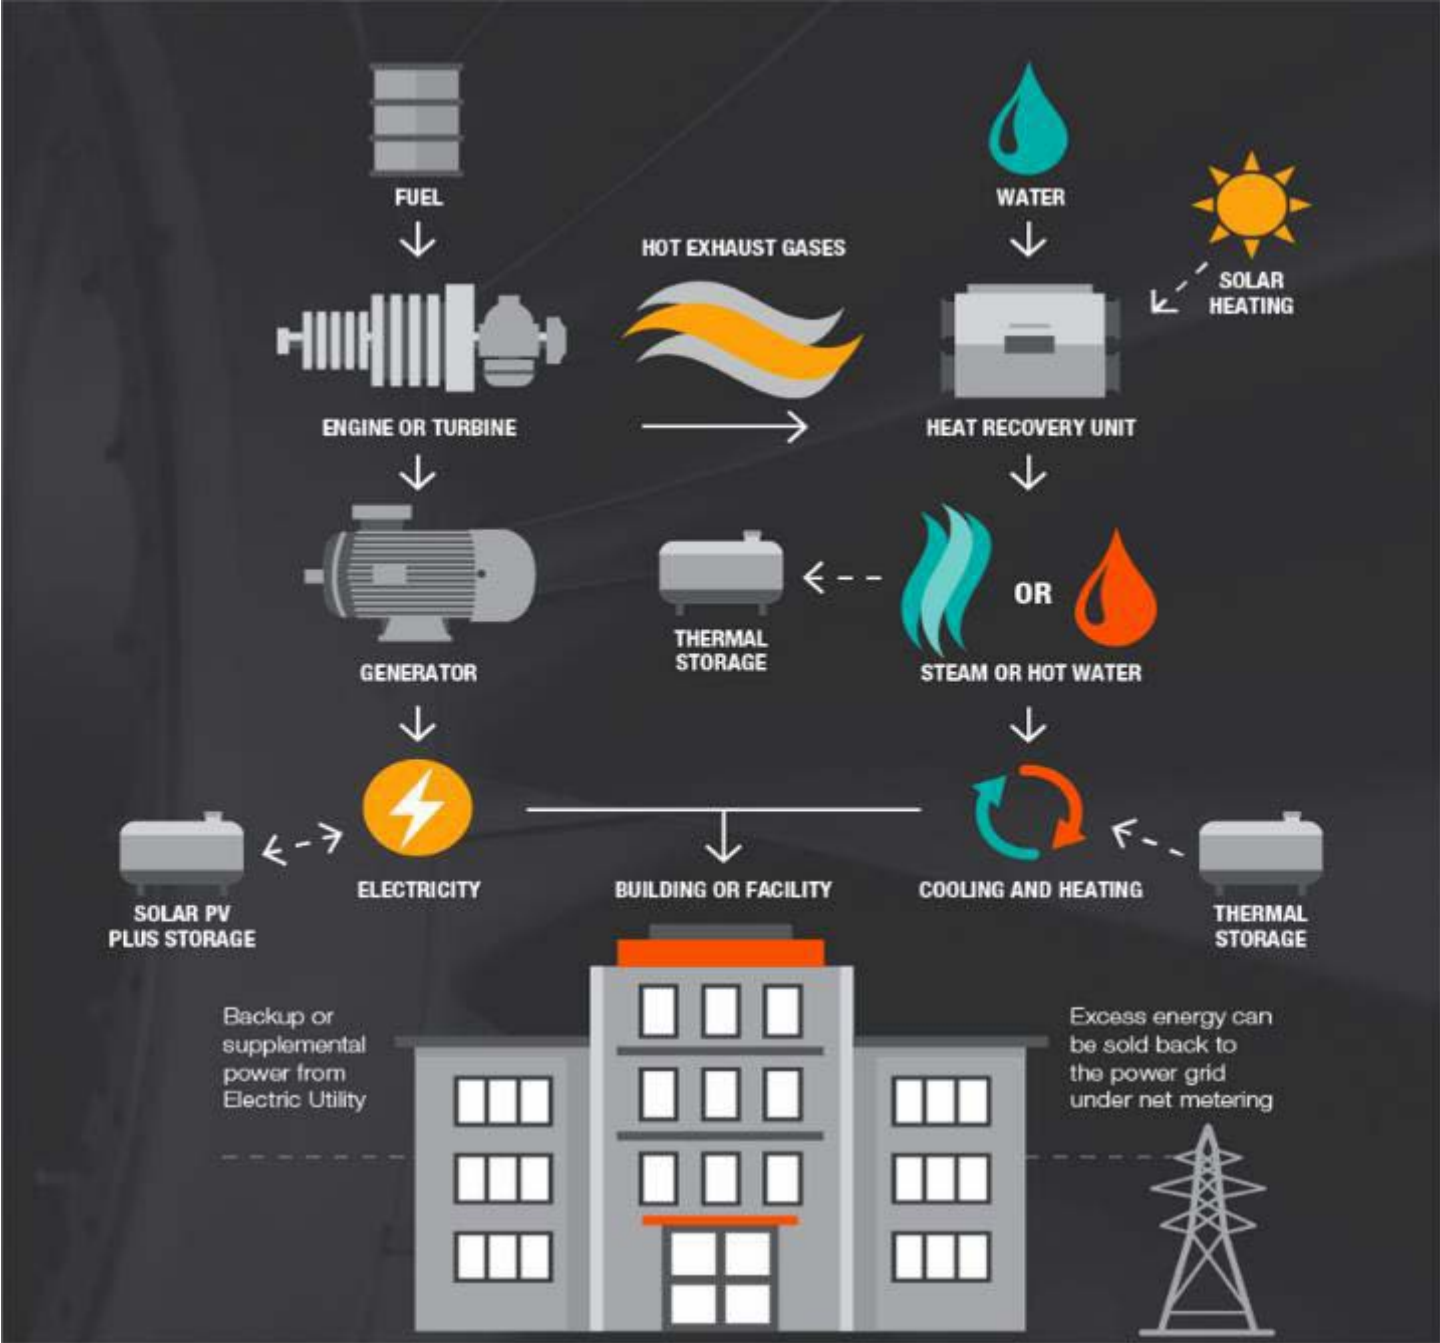 FUEL
WATER
HOT EXHAUST GASES
SOLAR
HEATING
ENGINE OR TURBINE
HEAT RECOVERY UNIT
OR
THERMAL
STORAGE
GENERATOR
STEAM OR HOT WATER
ELECTRICITY
BUILDING OR FACILITY
COOLING AND HEATING
SOLAR PV
PLUS STORAGE
THERMAL
STORAGE
Backup or
supplemental
power from
Electric Utility
Excess energy can
be sold back to
the power grid
under net metering